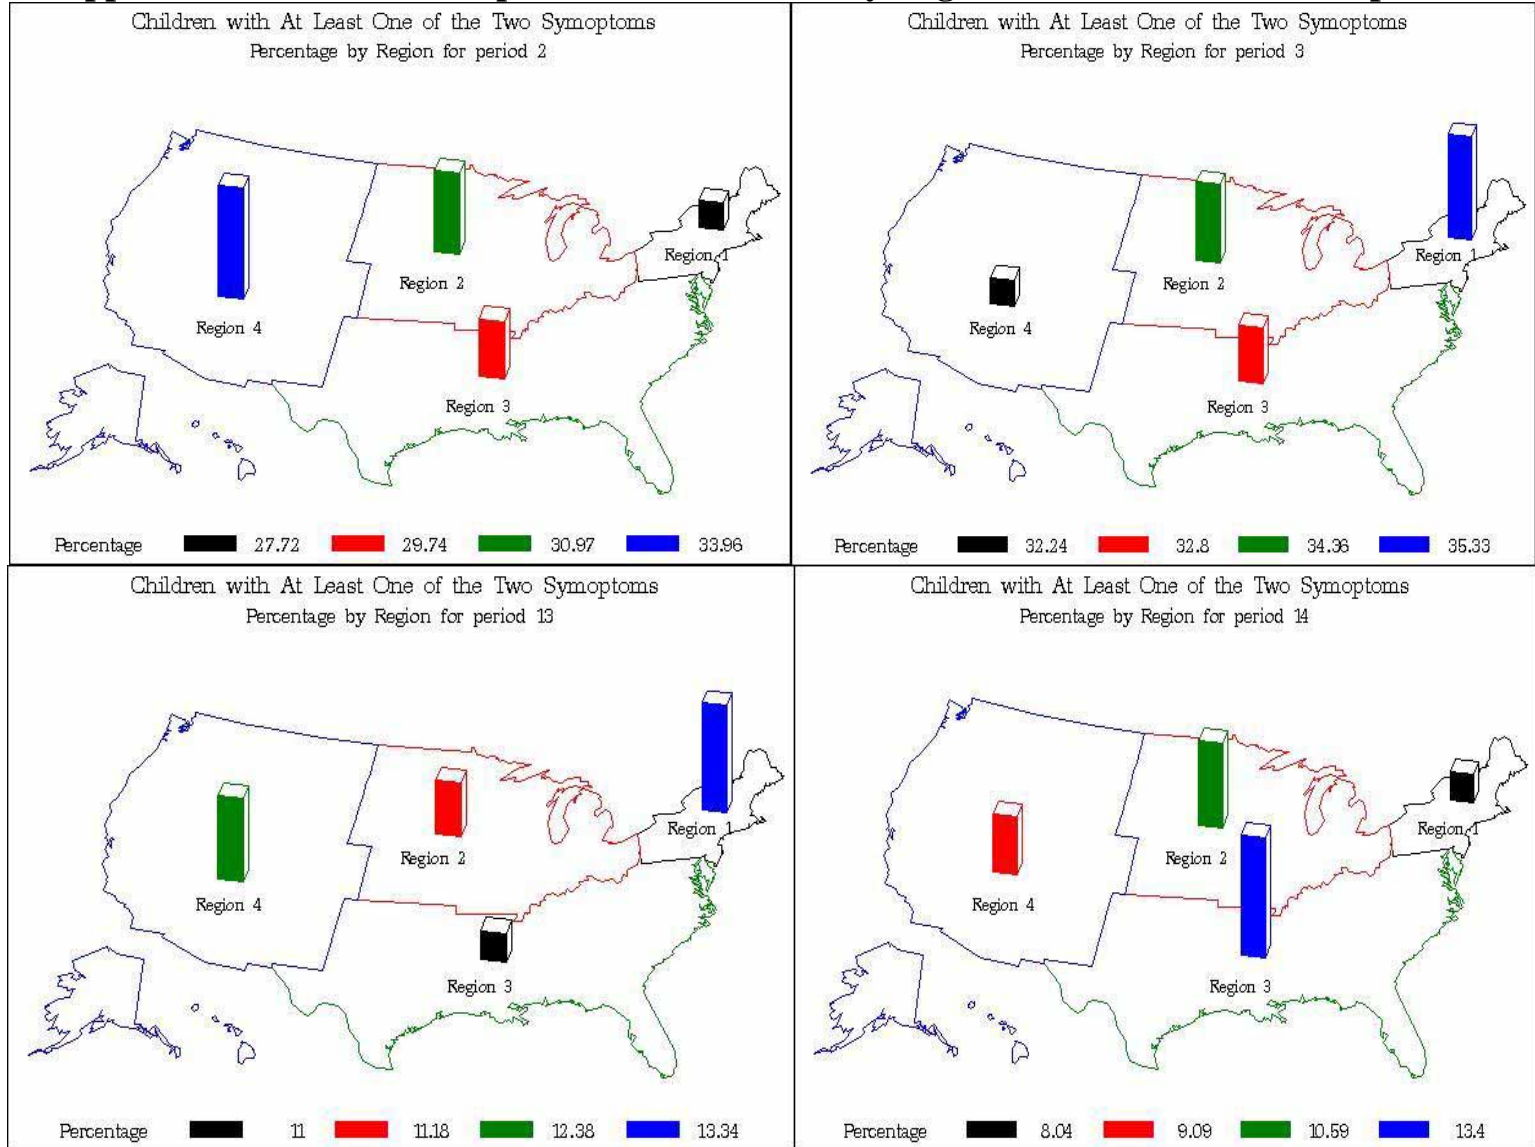 Children with At Least One of the Two Symoptoms
Percentage by Region for period 2
Region 1
Region 2
Region 4
Region 3
Percentage 27.72 29.74 30.97 33.96
Children with At Least One of the Two Symoptoms
Percentage by Region for period 3
Region 1
Region 2
Region 4
Region 3
Percentage 32.24 32.8 34.36 35.33
Children with At Least One of the Two Symoptoms
Percentage by Region for period 13
Region 1
Region 2
Region 4
Region 3
Percentage 11 11.18 12.38 13.34
Children with At Least One of the Two Symoptoms
Percentage by Region for period 14
Region 1
Region 2
Region 4
Region 3
Percentage 8.04 9.09 10.59 13.4